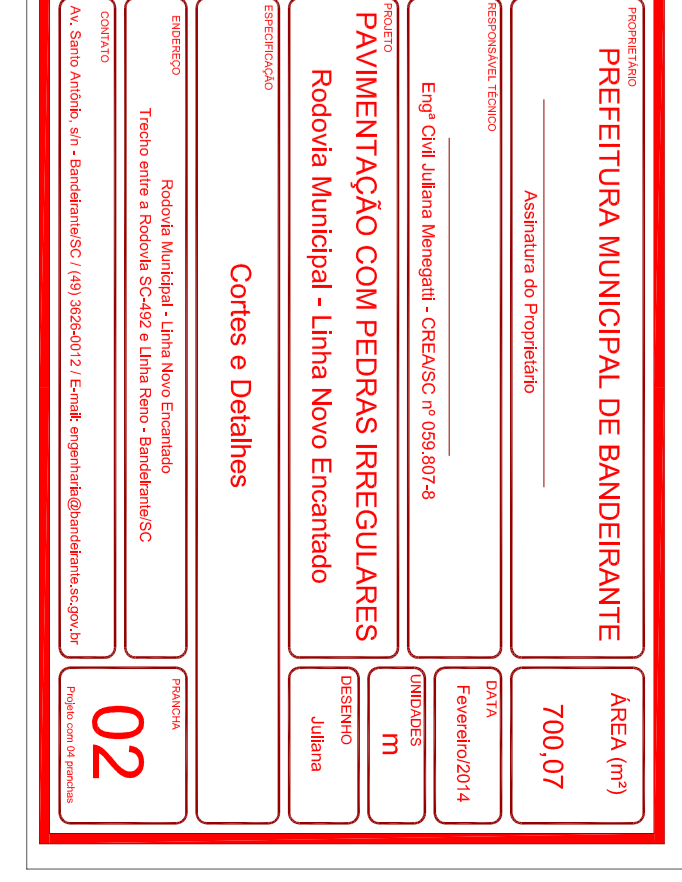 PROPRIETÁRIO
PREFEITURA MUNICIPAL DE BANDEIRANTE
Assinatura do Proprietário
ÁREA (m²)
700,07
RESPONSÁVEL TÉCNICO
Engª Civil Juliana Menegatti - CREA/SC nº 059.807-8
DATA
Fevereiro/2014
PROJETO
PAVIMENTAÇÃO COM PEDRAS IRREGULARES
Rodovia Municipal - Linha Novo Encantado
UNIDADES
m
DESENHO
Juliana
ESPECIFICAÇÃO
Cortes e Detalhes
ENDEREÇO
Rodovia Municipal - Linha Novo Encantado
Trecho entre a Rodovia SC-492 e Linha Reno - Bandeirante/SC
CONTATO
Av. Santo Antônio, s/n - Bandeirante/SC / (49) 3626-0012 / E-mail: engenharia@bandeirante.sc.gov.br
PRANCHA
02
Projeto com 04 pranchas